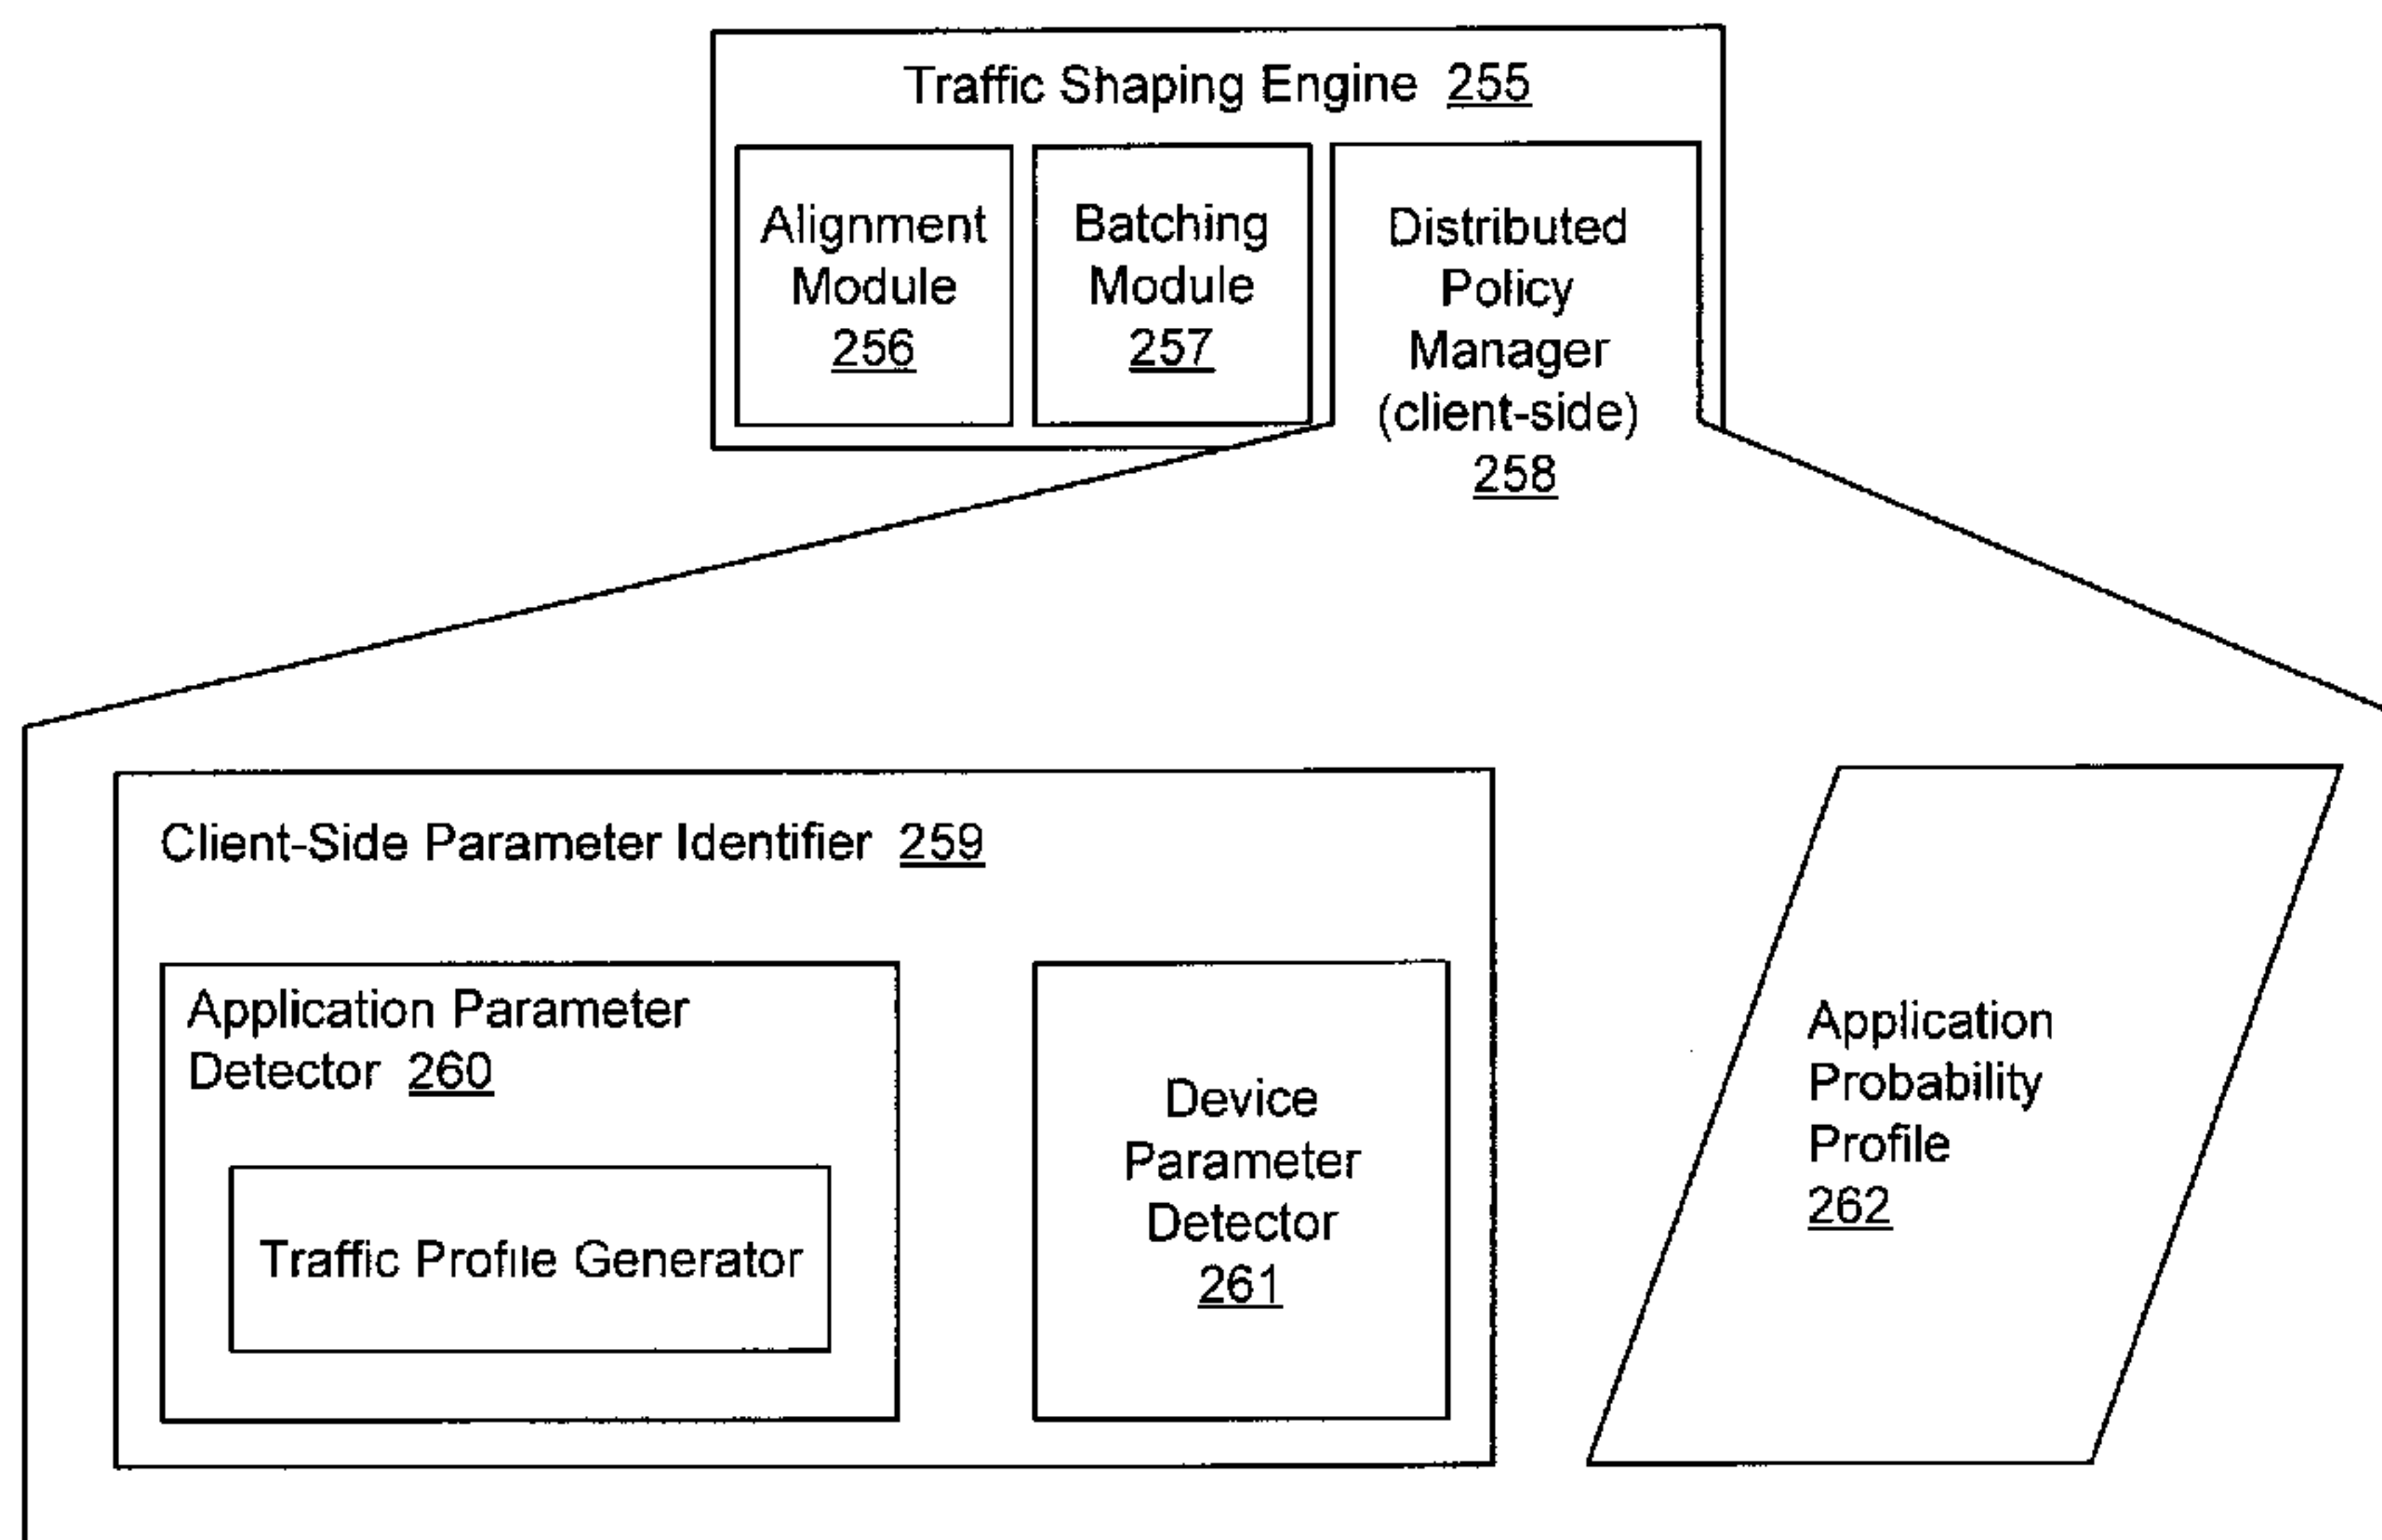 Traffic Shaping Engine 255
Alignment
Module
256
Batching
Module
257
Distributed
Policy
Manager
(client-side)
258
Client-Side Parameter Identifier 259
Application Parameter
Detector 260
Traffic Profile Generator
Device
Parameter
Detector
261
Application
Probability
Profile
262